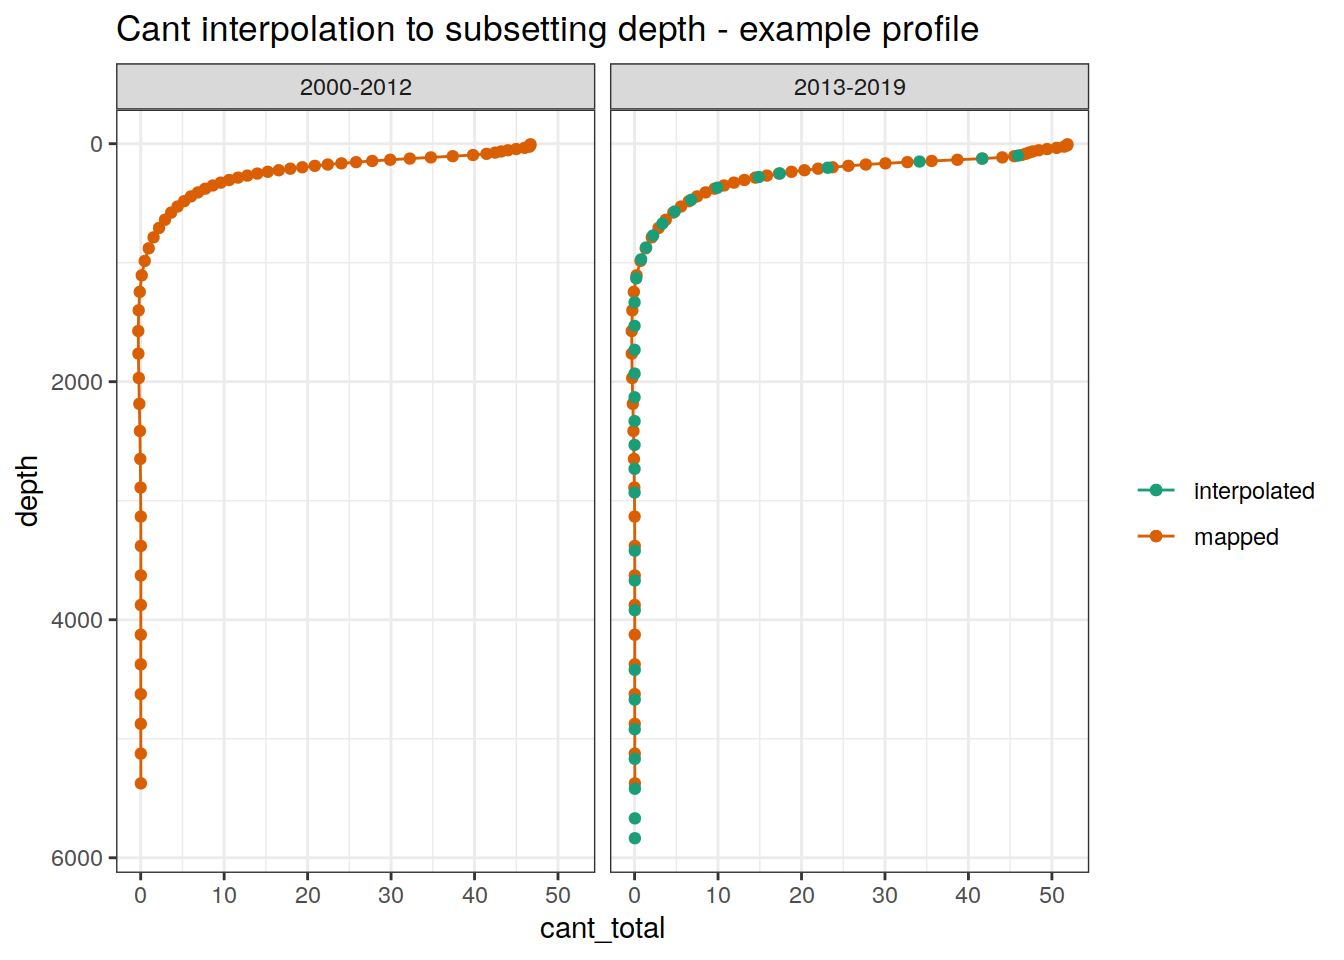 Cant interpolation to subsetting depth - example profile
2000-2012
2013-2019
0
2000
4000
6000
depth
0 10 20 30 40 50
0 10 20 30 40 50
cant_total
interpolated
mapped